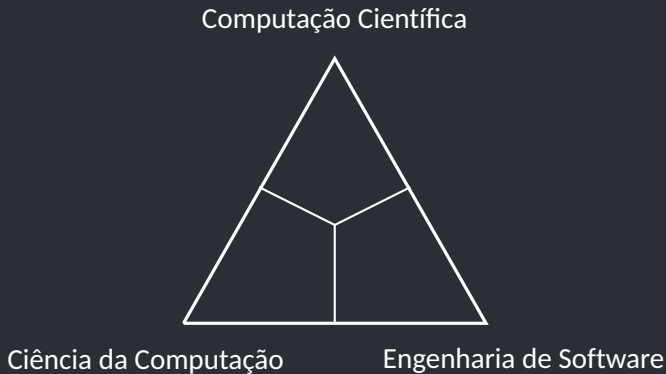 Computação Científica
Ciência da Computação
Engenharia de Software